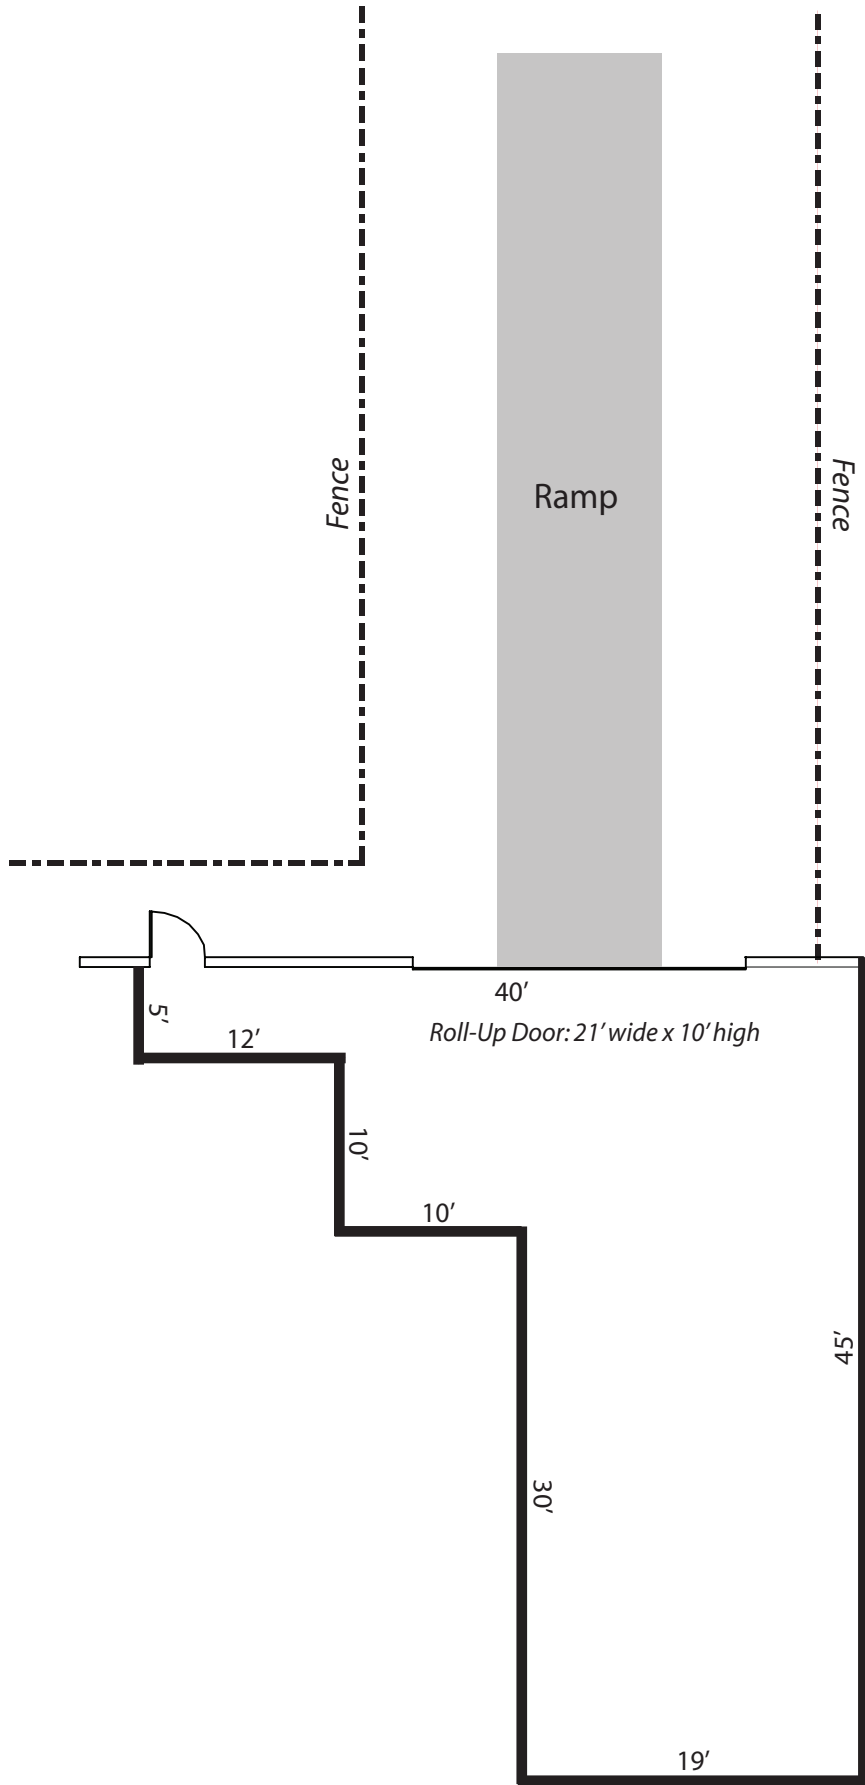 Fence
Ramp
Fence
40′
5′
Roll-Up Door: 21′ wide x 10′ high
12′
10′
10′
45′
30′
19′